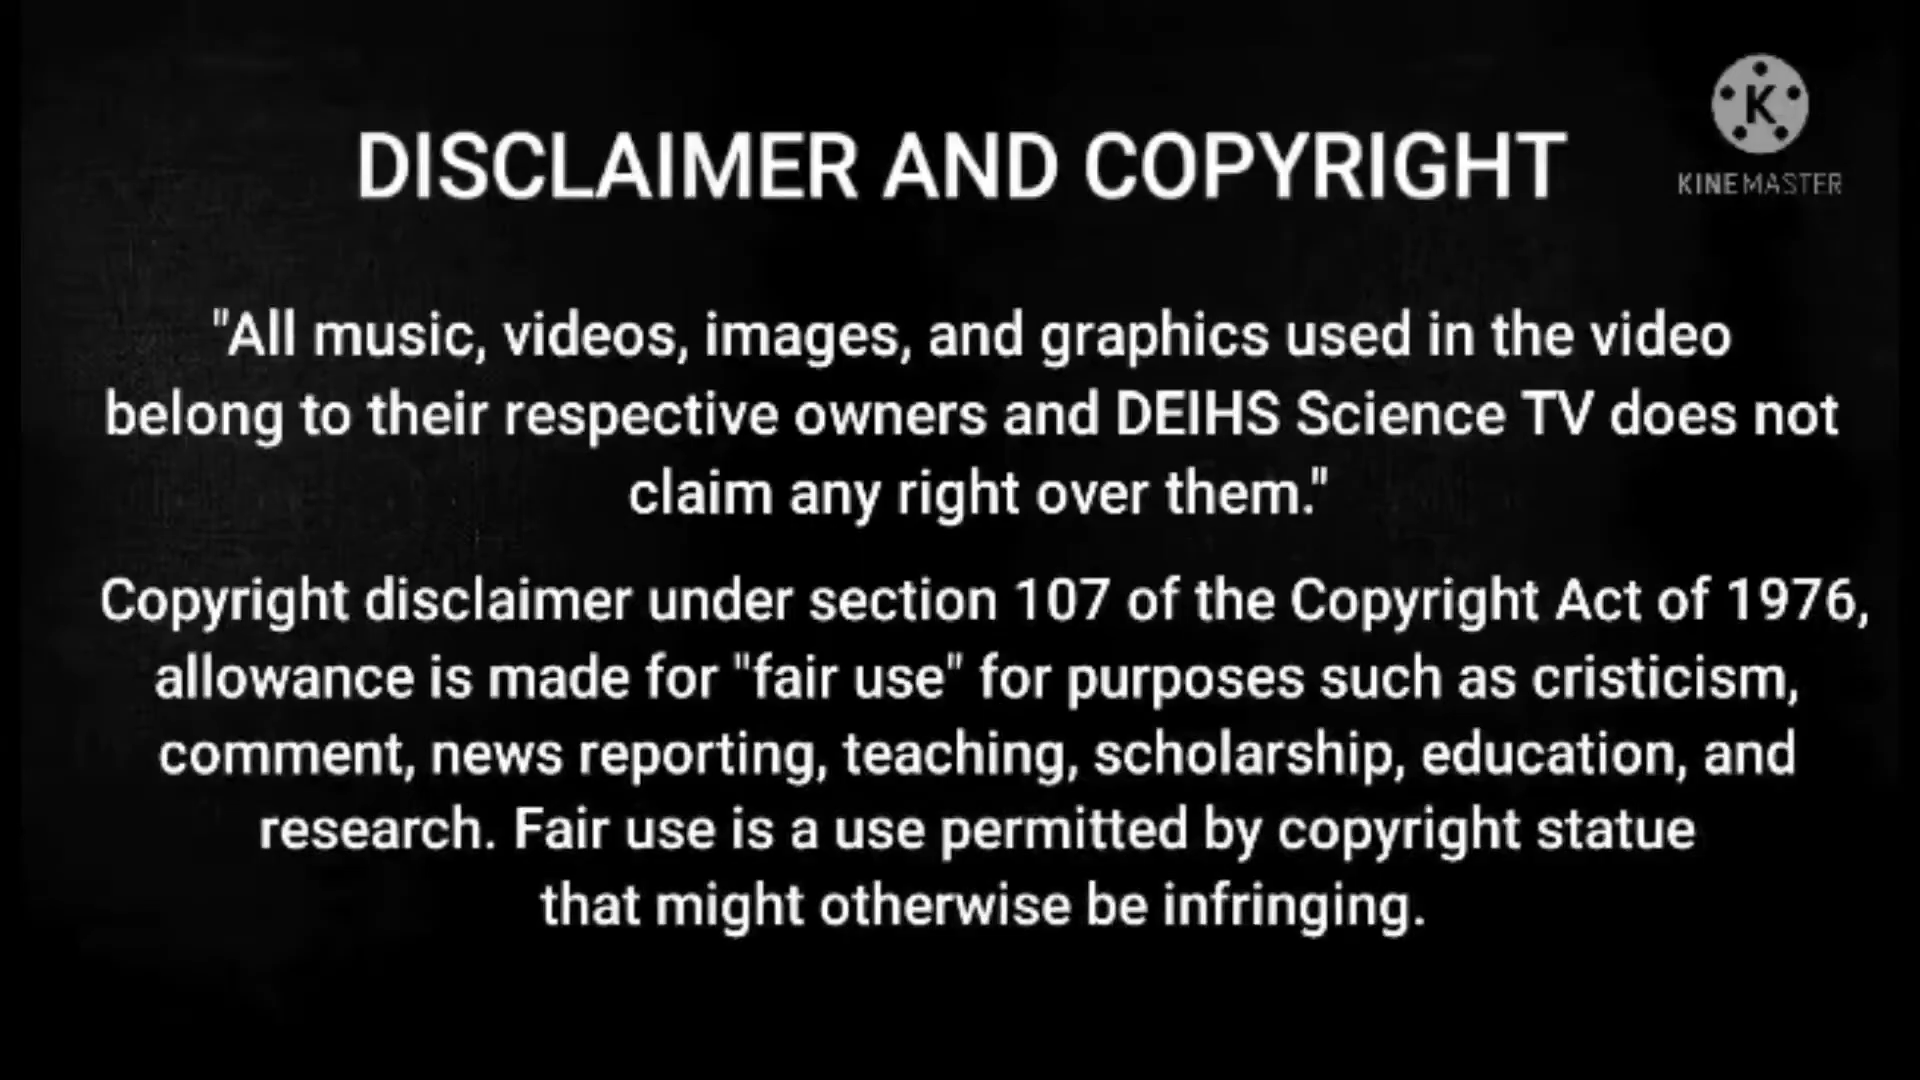 DISCLAIMER AND COPYRIGHT
K
KINEMASTER
"All music, videos, images, and graphics used in the video
belong to their respective owners and DEIHS Science TV does not
claim any right over them."
Copyright disclaimer under section 107 of the Copyright Act of 1976,
allowance is made for "fair use" for purposes such as cristicism,
comment, news reporting, teaching, scholarship, education, and
research. Fair use is a use permitted by copyright statue
that might otherwise be infringing.